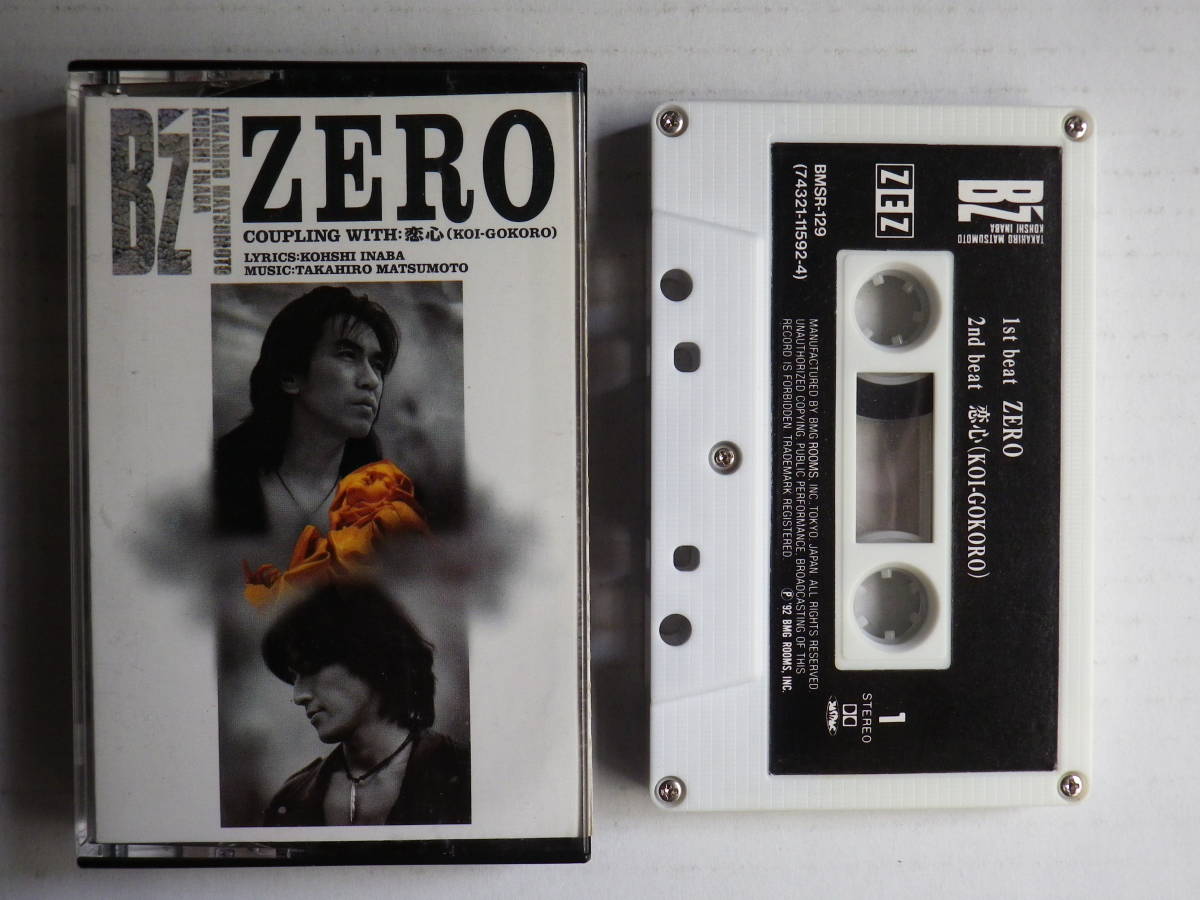 B'z
TAKAHIRO MATSUMOTO
KOHSHI INABA
ZERO
COUPLING WITH:恋心(KOI-GOKORO)
LYRICS:KOHSHI INABA
MUSIC:TAKAHIRO MATSUMOTO
B'z
TAKAHIRO MATSUMOTO
KOHSHI INABA
ZEZ
BMSR-129
(74321-11592-4)
1st beat ZERO
2nd beat 恋心(KOI-GOKORO)
MANUFACTURED BY BMG ROOMS, INC. TOKYO, JAPAN. ALL RIGHTS RESERVED
UNAUTHORIZED COPYING, PUBLIC PERFORMANCE, BROADCASTING OF THIS
RECORD IS FORBIDDEN. TRADEMARK REGISTERED. Ⓟ'92 BMG ROOMS, INC.
1
STEREO